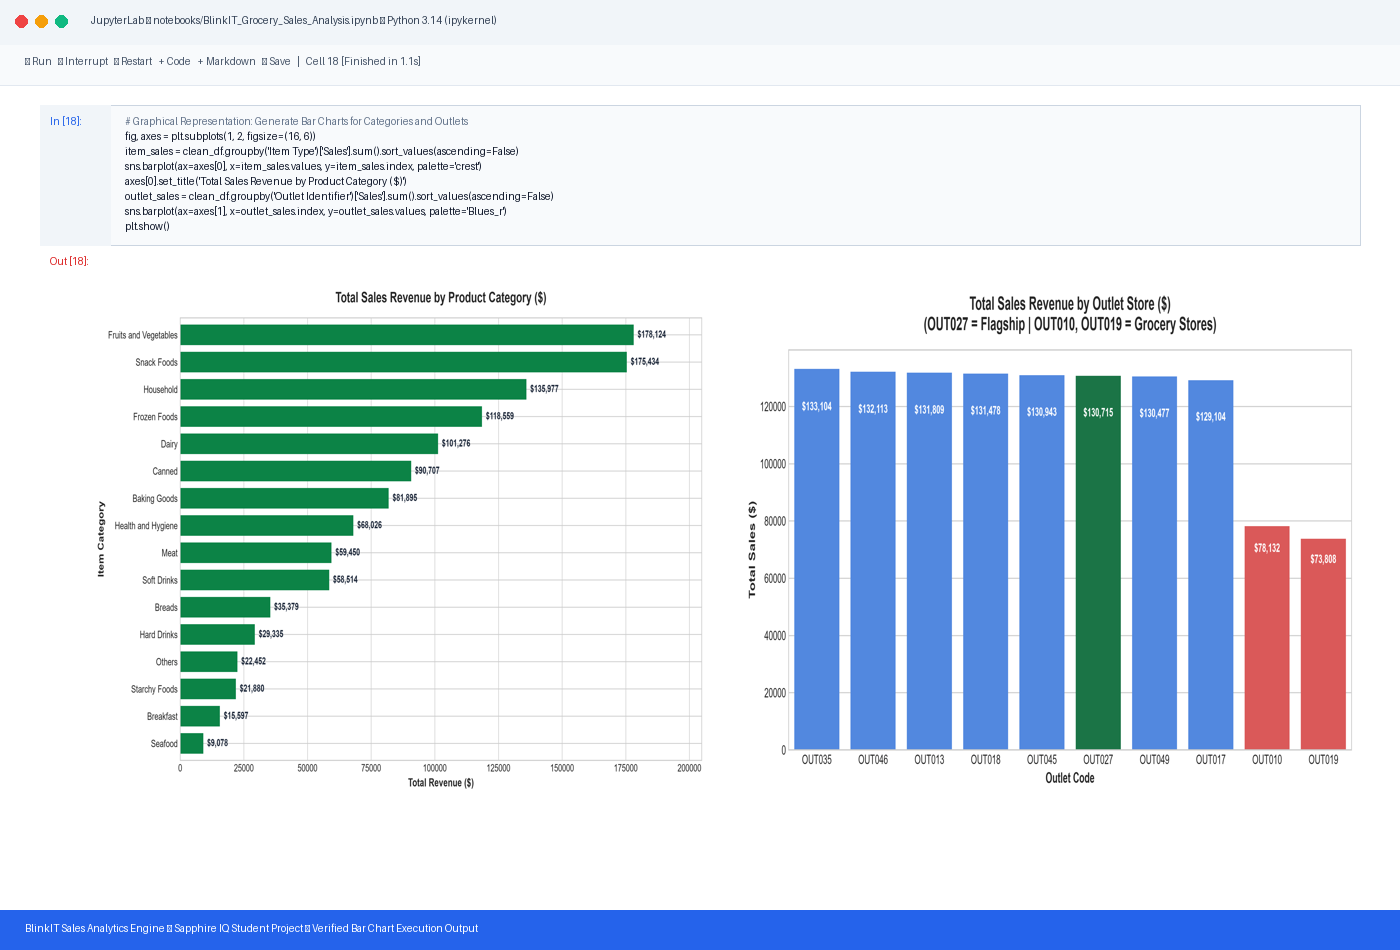 JupyterLab ▯ notebooks/BlinkIT_Grocery_Sales_Analysis.ipynb ▯ Python 3.14 (ipykernel)
▯ Run ▯ Interrupt ▯ Restart + Code + Markdown ▯ Save | Cell 18 [Finished in 1.1s]
In [18]:
# Graphical Representation: Generate Bar Charts for Categories and Outlets
fig, axes = plt.subplots(1, 2, figsize=(16, 6))
item_sales = clean_df.groupby('Item Type')['Sales'].sum().sort_values(ascending=False)
sns.barplot(ax=axes[0], x=item_sales.values, y=item_sales.index, palette='crest')
axes[0].set_title('Total Sales Revenue by Product Category ($)')
outlet_sales = clean_df.groupby('Outlet Identifier')['Sales'].sum().sort_values(ascending=False)
sns.barplot(ax=axes[1], x=outlet_sales.index, y=outlet_sales.values, palette='Blues_r')
plt.show()
Out [18]:
Total Sales Revenue by Product Category ($)
Item Category
Fruits and Vegetables $178,124
Snack Foods $175,434
Household $135,977
Frozen Foods $118,559
Dairy $101,276
Canned $90,707
Baking Goods $81,895
Health and Hygiene $68,026
Meat $59,450
Soft Drinks $58,514
Breads $35,379
Hard Drinks $29,335
Others $22,452
Starchy Foods $21,880
Breakfast $15,597
Seafood $9,078
0 25000 50000 75000 100000 125000 150000 175000 200000
Total Revenue ($)
Total Sales Revenue by Outlet Store ($)
(OUT027 = Flagship | OUT010, OUT019 = Grocery Stores)
Total Sales ($)
120000
100000
80000
60000
40000
20000
0
$133,104 $132,113 $131,809 $131,478 $130,943 $130,715 $130,477 $129,104 $78,132 $73,808
OUT035 OUT046 OUT013 OUT018 OUT045 OUT027 OUT049 OUT017 OUT010 OUT019
Outlet Code
BlinkIT Sales Analytics Engine ▯ Sapphire IQ Student Project ▯ Verified Bar Chart Execution Output